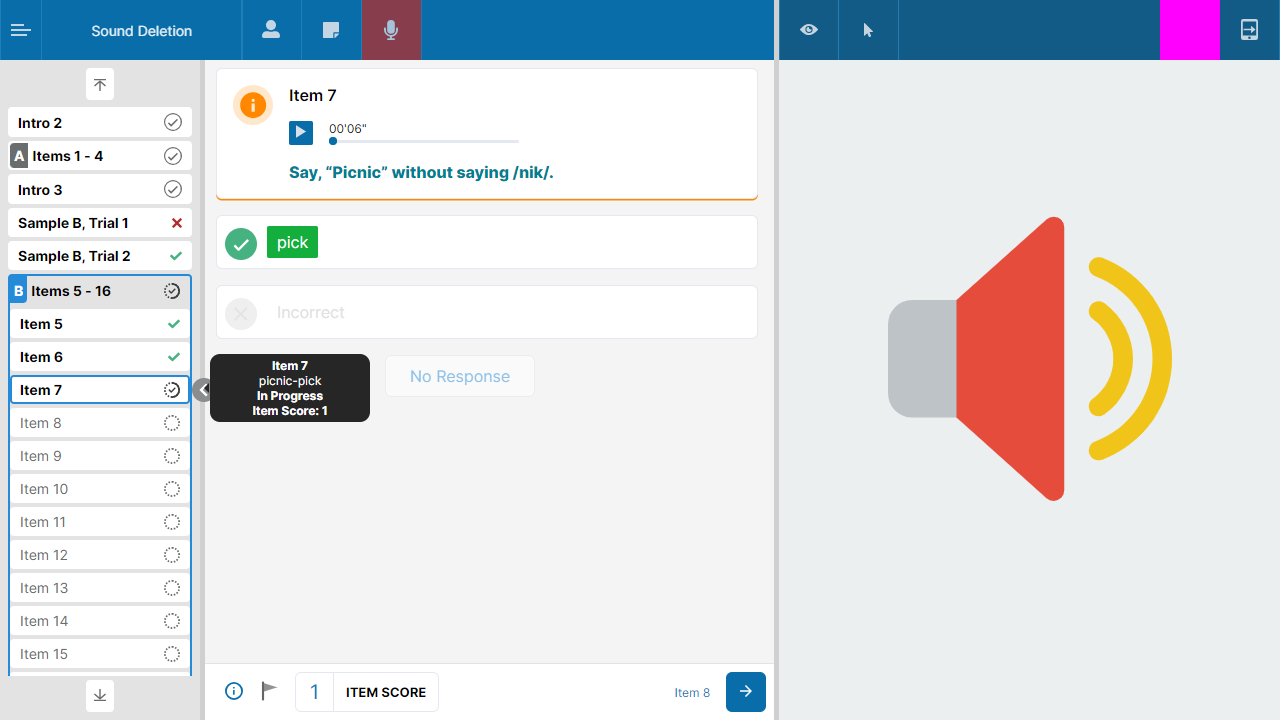 Sound Deletion
Intro 2
A Items 1 - 4
Intro 3
Sample B, Trial 1
Sample B, Trial 2
B Items 5 - 16
Item 5
Item 6
Item 7
Item 8
Item 9
Item 10
Item 11
Item 12
Item 13
Item 14
Item 15
Item 7
00'06"
Say, “Picnic” without saying /nik/.
pick
Incorrect
Item 7
picnic-pick
In Progress
Item Score: 1
No Response
1 ITEM SCORE
Item 8